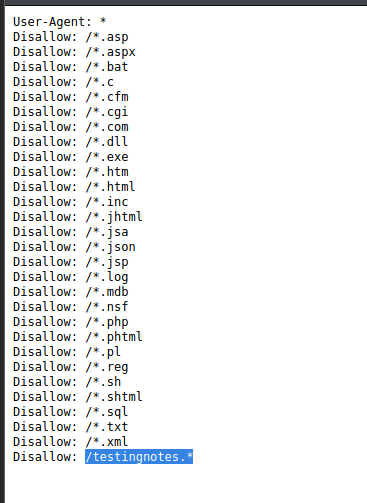 User-Agent: *
Disallow: /*.asp
Disallow: /*.aspx
Disallow: /*.bat
Disallow: /*.c
Disallow: /*.cfm
Disallow: /*.cgi
Disallow: /*.com
Disallow: /*.dll
Disallow: /*.exe
Disallow: /*.htm
Disallow: /*.html
Disallow: /*.inc
Disallow: /*.jhtml
Disallow: /*.jsa
Disallow: /*.json
Disallow: /*.jsp
Disallow: /*.log
Disallow: /*.mdb
Disallow: /*.nsf
Disallow: /*.php
Disallow: /*.phtml
Disallow: /*.pl
Disallow: /*.reg
Disallow: /*.sh
Disallow: /*.shtml
Disallow: /*.sql
Disallow: /*.txt
Disallow: /*.xml
Disallow: /testingnotes.*